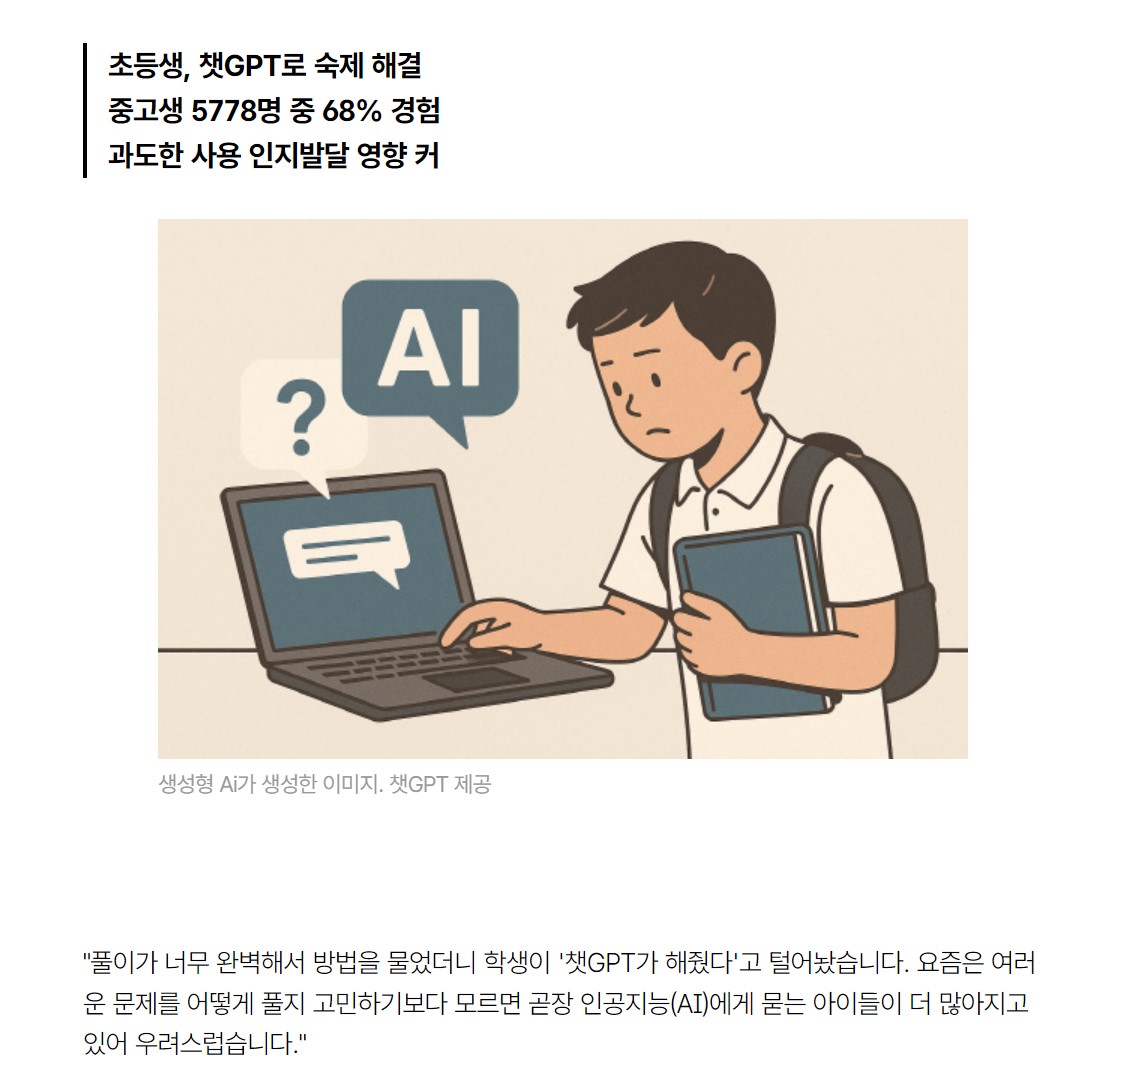 초등생, 챗GPT로 숙제 해결
중고생 5778명 중 68% 경험
과도한 사용 인지발달 영향 커
AI
?
생성형 Ai가 생성한 이미지. 챗GPT 제공
"풀이가 너무 완벽해서 방법을 물었더니 학생이 '챗GPT가 해줬다'고 털어놨습니다. 요즘은 여러
운 문제를 어떻게 풀지 고민하기보다 모르면 곧장 인공지능(AI)에게 묻는 아이들이 더 많아지고
있어 우려스럽습니다."